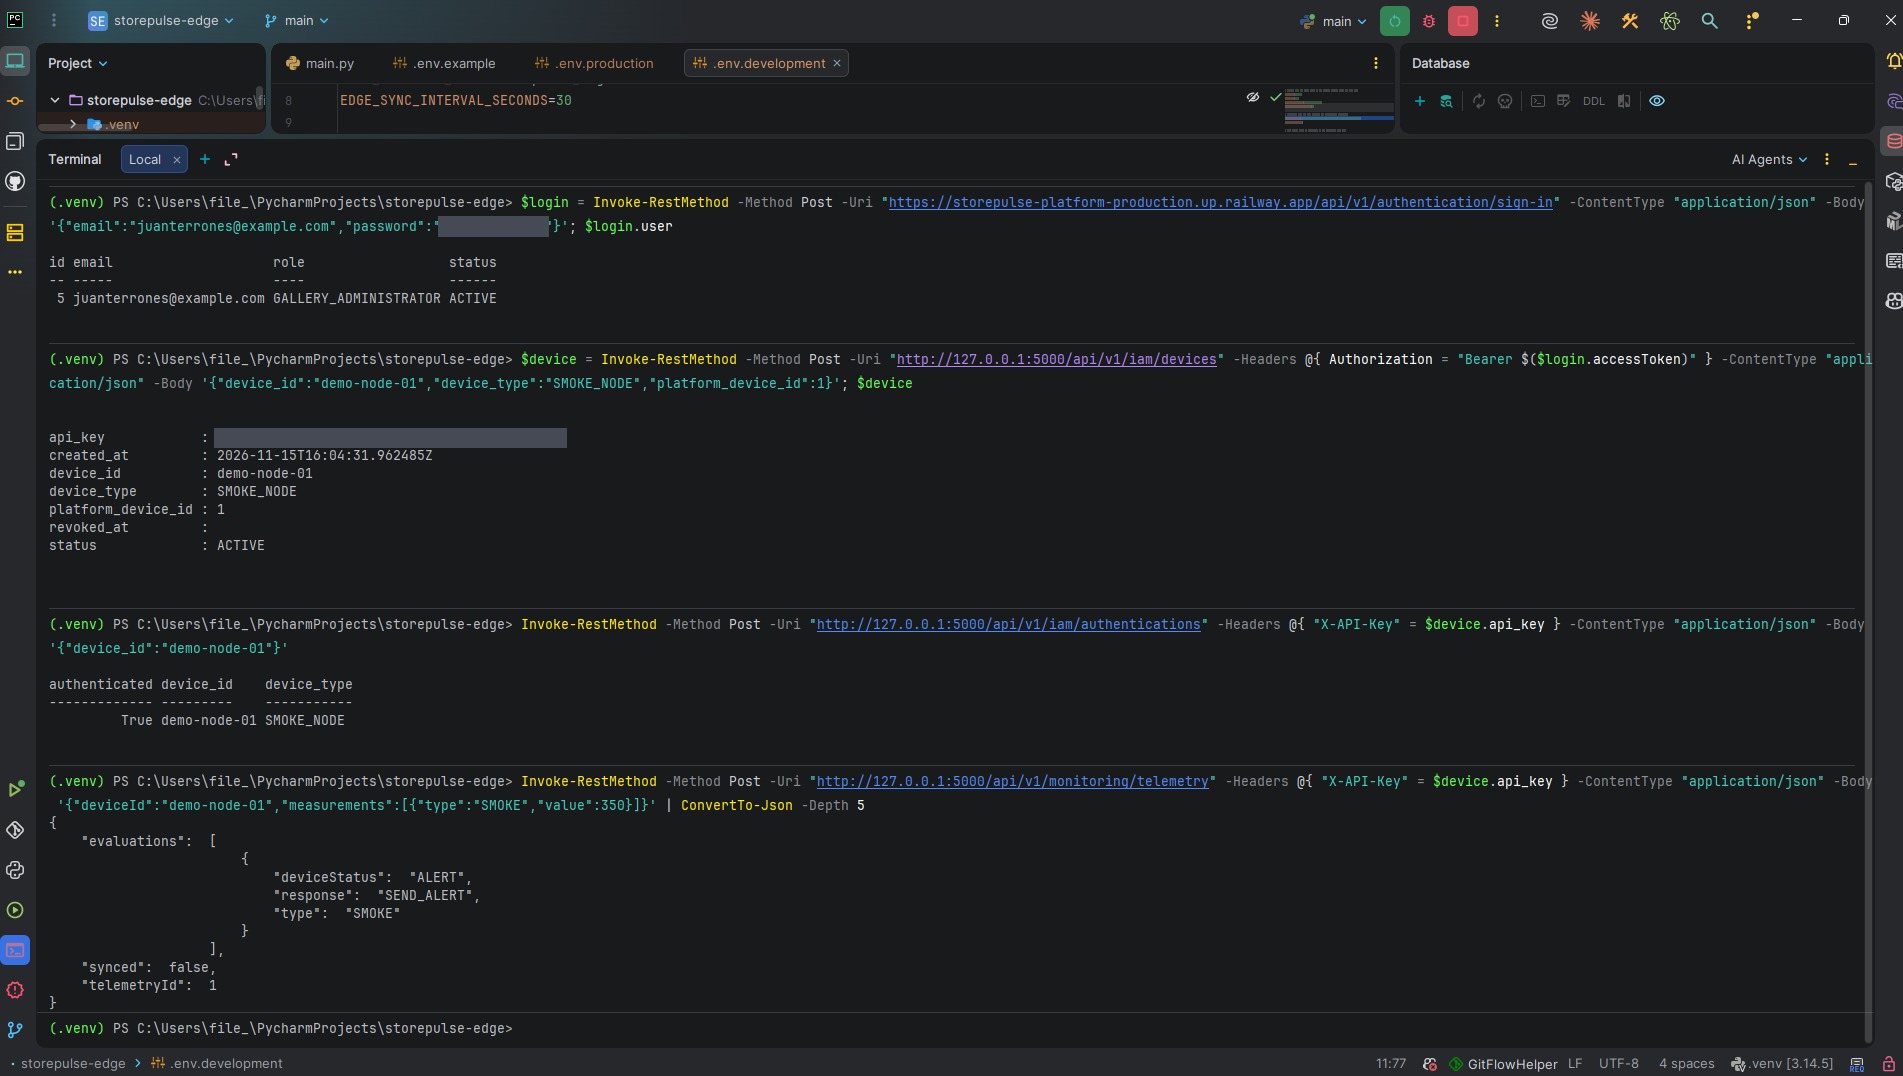 PC
SE storepulse-edge
main
main
Project
storepulse-edge C:\Users\fi
.venv
main.py
.env.example
.env.production
.env.development
8 EDGE_SYNC_INTERVAL_SECONDS=30
9
Database
DDL
Terminal
Local
AI Agents
(.venv) PS C:\Users\file_\PycharmProjects\storepulse-edge> $login = Invoke-RestMethod -Method Post -Uri "https://storepulse-platform-production.up.railway.app/api/v1/authentication/sign-in" -ContentType "application/json" -Body
'{"email":"juanterrones@example.com","password":" "}'; $login.user
id email role status
-- ----- ---- ------
5 juanterrones@example.com GALLERY_ADMINISTRATOR ACTIVE
(.venv) PS C:\Users\file_\PycharmProjects\storepulse-edge> $device = Invoke-RestMethod -Method Post -Uri "http://127.0.0.1:5000/api/v1/iam/devices" -Headers @{ Authorization = "Bearer $($login.accessToken)" } -ContentType "appli
cation/json" -Body '{"device_id":"demo-node-01","device_type":"SMOKE_NODE","platform_device_id":1}'; $device
api_key :
created_at : 2026-11-15T16:04:31.962485Z
device_id : demo-node-01
device_type : SMOKE_NODE
platform_device_id : 1
revoked_at :
status : ACTIVE
(.venv) PS C:\Users\file_\PycharmProjects\storepulse-edge> Invoke-RestMethod -Method Post -Uri "http://127.0.0.1:5000/api/v1/iam/authentications" -Headers @{ "X-API-Key" = $device.api_key } -ContentType "application/json" -Body
'{"device_id":"demo-node-01"}'
authenticated device_id device_type
------------- --------- -----------
True demo-node-01 SMOKE_NODE
(.venv) PS C:\Users\file_\PycharmProjects\storepulse-edge> Invoke-RestMethod -Method Post -Uri "http://127.0.0.1:5000/api/v1/monitoring/telemetry" -Headers @{ "X-API-Key" = $device.api_key } -ContentType "application/json" -Body
'{"deviceId":"demo-node-01","measurements":[{"type":"SMOKE","value":350}]}' | ConvertTo-Json -Depth 5
{
"evaluations": [
{
"deviceStatus": "ALERT",
"response": "SEND_ALERT",
"type": "SMOKE"
}
],
"synced": false,
"telemetryId": 1
}
(.venv) PS C:\Users\file_\PycharmProjects\storepulse-edge>
storepulse-edge > .env.development
11:77 GitFlowHelper LF UTF-8 4 spaces .venv [3.14.5]